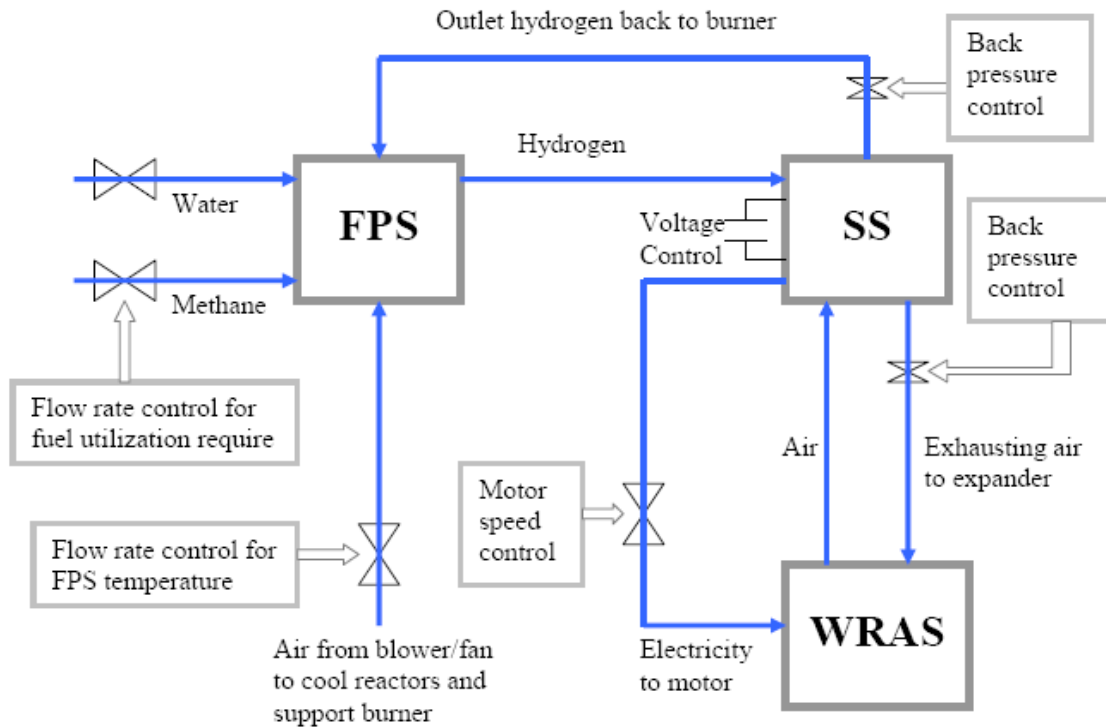 Outlet hydrogen back to burner
Back
pressure
control
Hydrogen
Water
FPS
Voltage
Control
SS
Back
pressure
control
Methane
Flow rate control for
fuel utilization require
Air
Exhausting air
to expander
Motor
speed
control
Flow rate control for
FPS temperature
WRAS
Air from blower/fan
to cool reactors and
support burner
Electricity
to motor